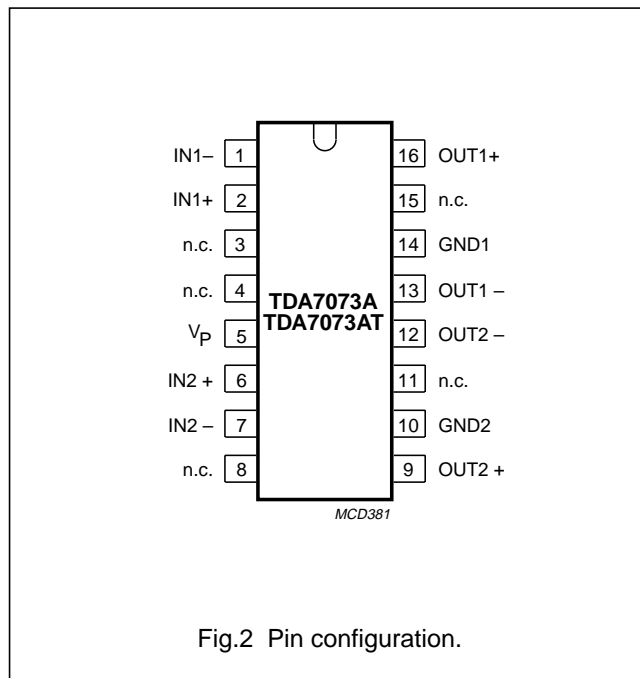 IN1– 1 16 OUT1+
IN1+ 2 15 n.c.
n.c. 3 14 GND1
n.c. 4 13 OUT1 –
TDA7073A
TDA7073AT
VP 5 12 OUT2 –
IN2 + 6 11 n.c.
IN2 – 7 10 GND2
n.c. 8 9 OUT2 +
MCD381
Fig.2 Pin configuration.